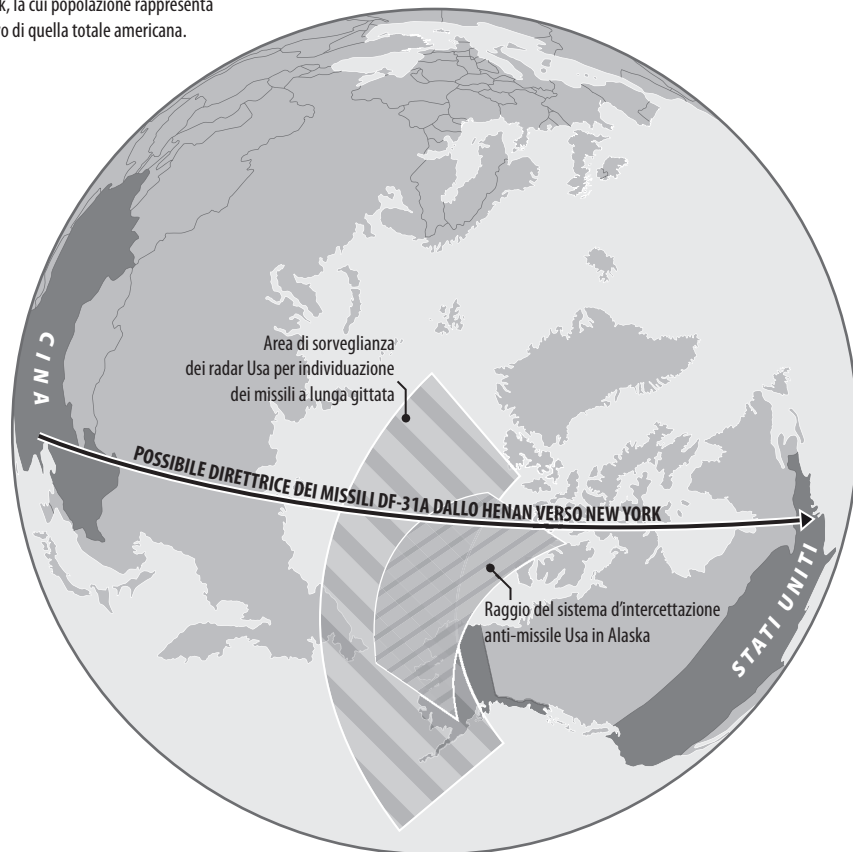 la cui popolazione rappresenta
di quella totale americana.
Area di sorveglianza
dei radar Usa per individuazione
dei missili a lunga gittata
CINA
POSSIBILE DIRETTRICE DEI MISSILI DF-31A DALLO HENAN VERSO NEW YORK
Raggio del sistema d'intercettazione
anti-missile Usa in Alaska
STATI UNITI